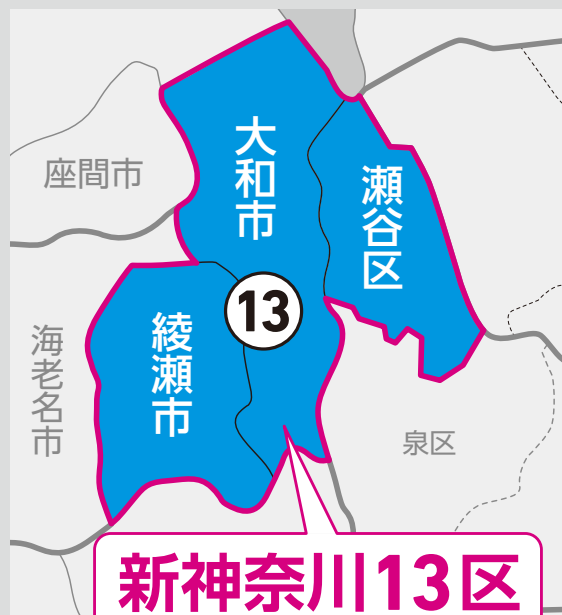 座間市
大和市
瀬谷区
13
綾瀬市
海老名市
泉区
新神奈川13区